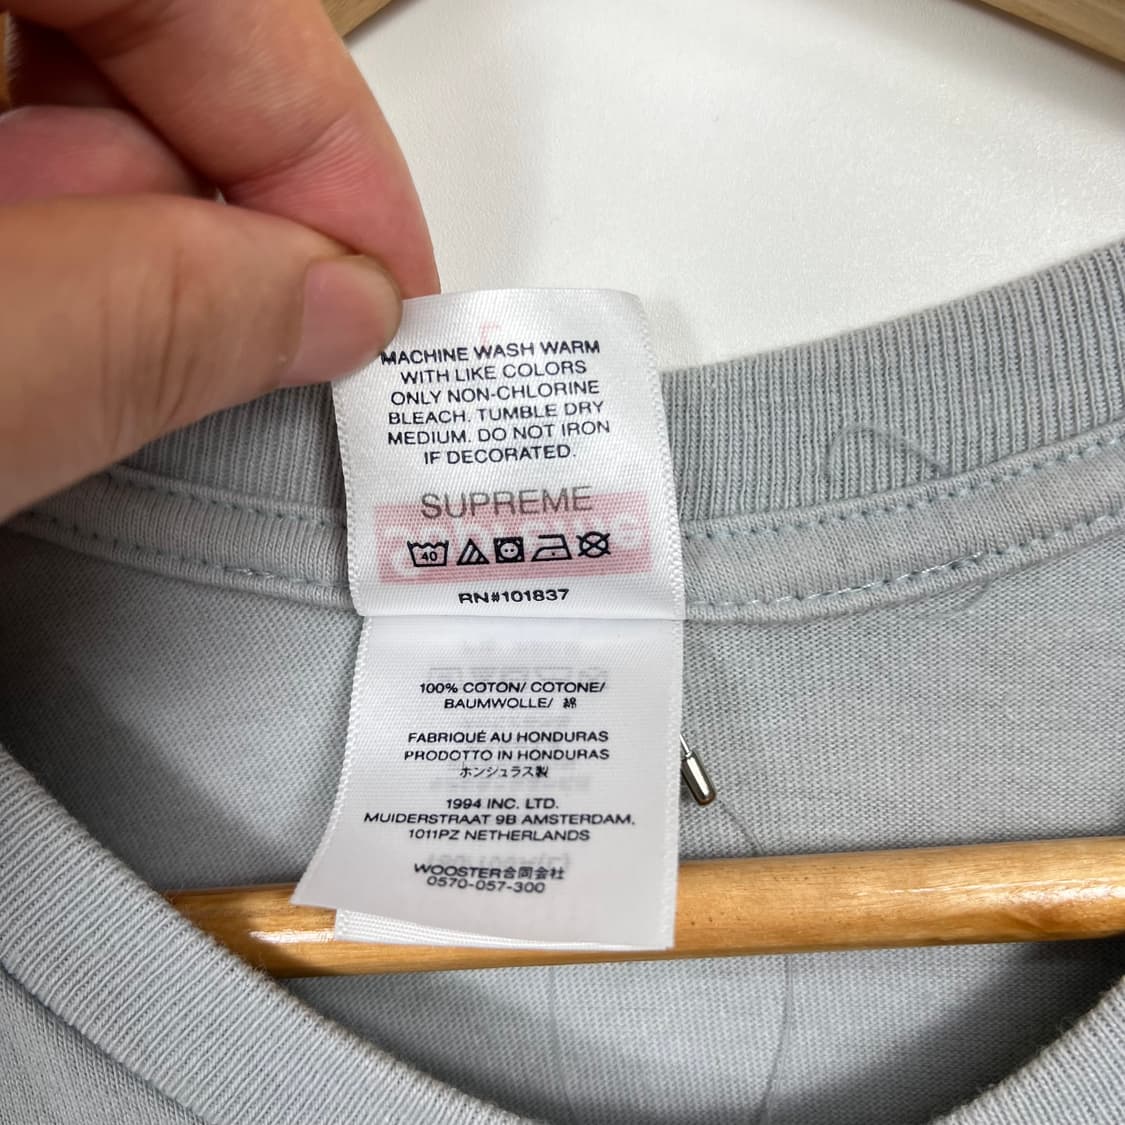 MACHINE WASH WARM
WITH LIKE COLORS
ONLY NON-CHLORINE
BLEACH. TUMBLE DRY
MEDIUM. DO NOT IRON
IF DECORATED.
SUPREME
40
RN#101837
100% COTON/ COTONE/
BAUMWOLLE/ 綿
FABRIQUÉ AU HONDURAS
PRODOTTO IN HONDURAS
ホンジュラス製
1994 INC. LTD.
MUIDERSTRAAT 9B AMSTERDAM,
1011PZ NETHERLANDS
WOOSTER合同会社
0570-057-300